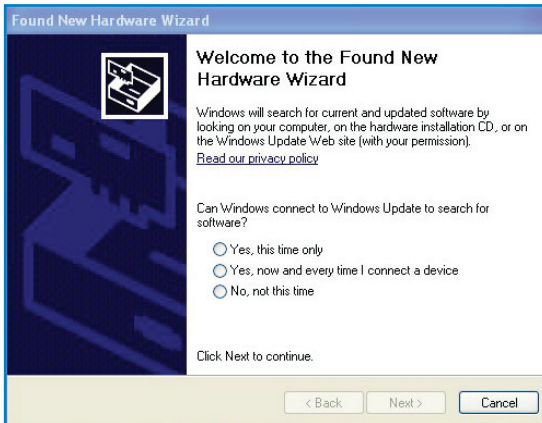 Found New Hardware Wizard
Welcome to the Found New
Hardware Wizard
Windows will search for current and updated software by
looking on your computer, on the hardware installation CD, or on
the Windows Update Web site (with your permission).
Read our privacy policy
Can Windows connect to Windows Update to search for
software?
Yes, this time only
Yes, now and every time I connect a device
No, not this time
Click Next to continue.
< Back Next > Cancel